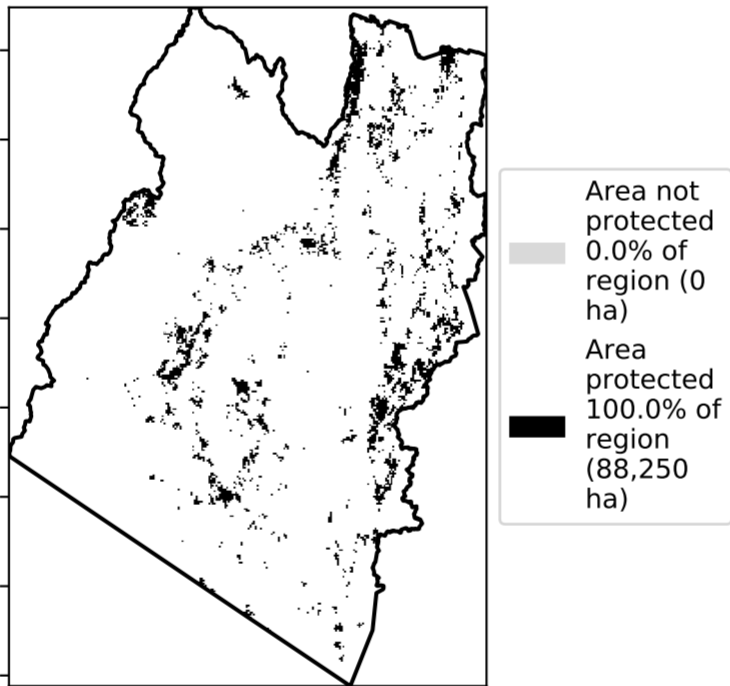 Area not
protected
0.0% of
region (0
ha)
Area
protected
100.0% of
region
(88,250
ha)